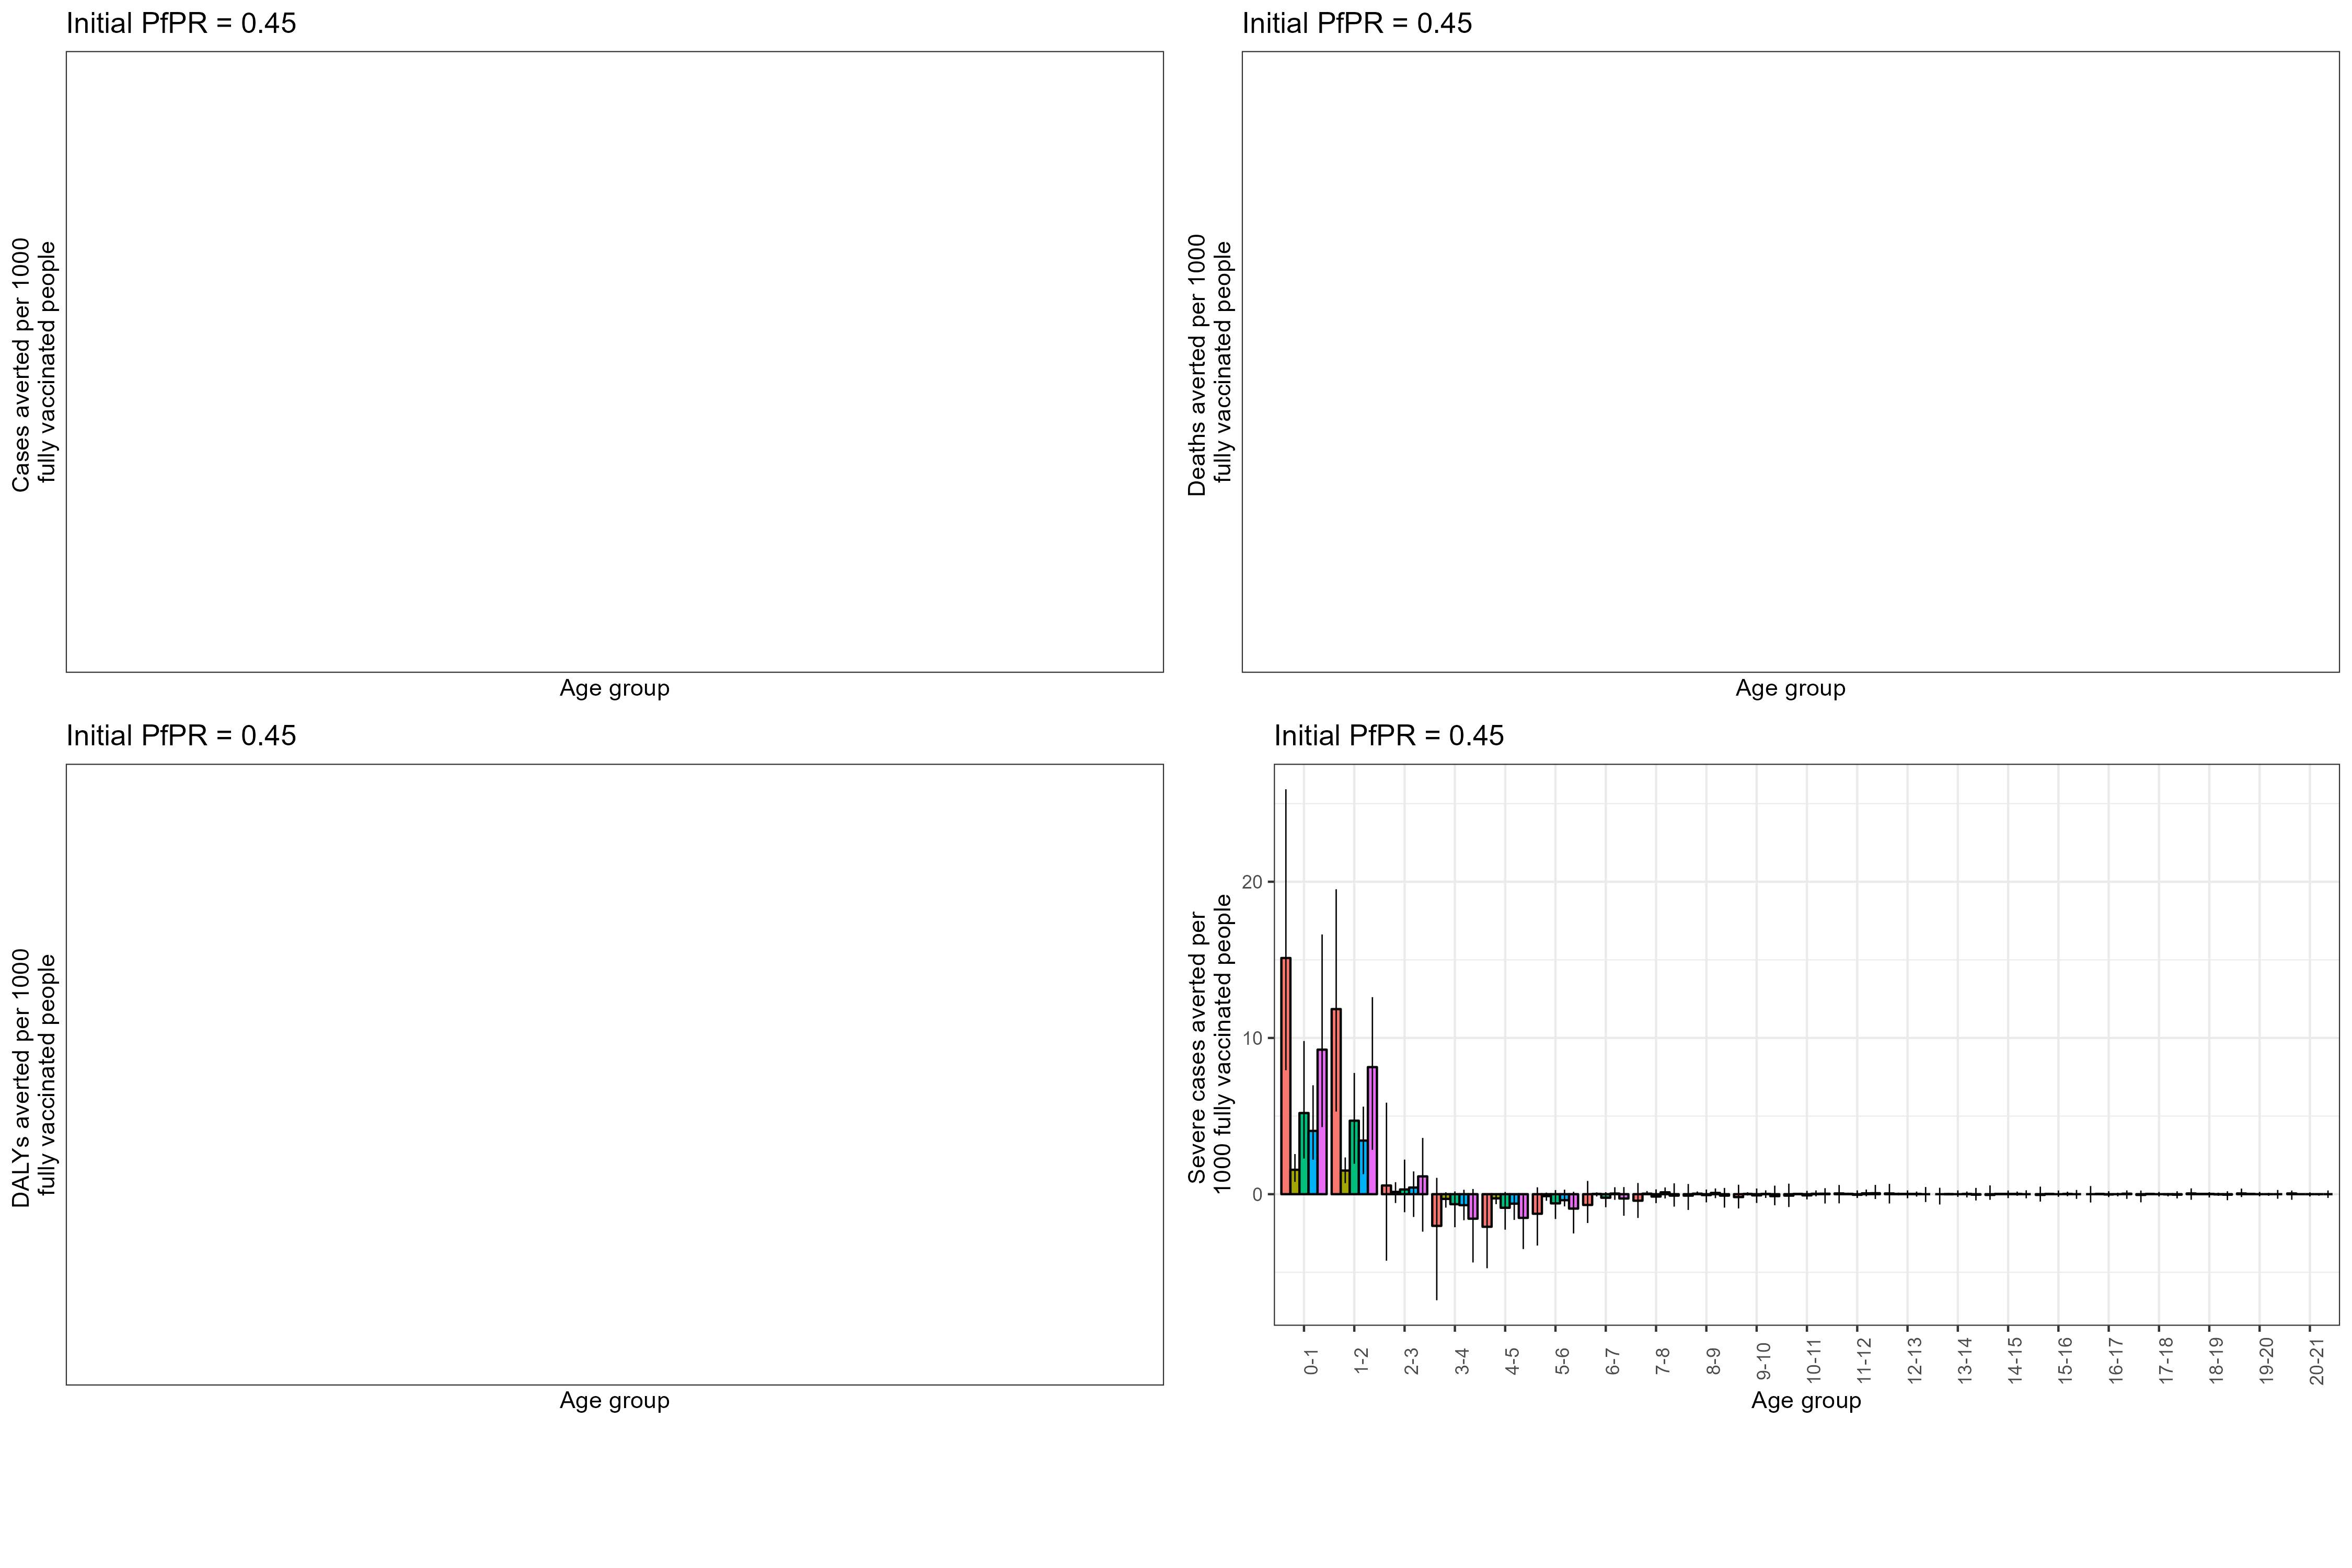 Initial PfPR = 0.45
Cases averted per 1000
fully vaccinated people
Age group
Initial PfPR = 0.45
Deaths averted per 1000
fully vaccinated people
Age group
Initial PfPR = 0.45
DALYs averted per 1000
fully vaccinated people
Age group
Initial PfPR = 0.45
Severe cases averted per
1000 fully vaccinated people
20
10
0
0-1 1-2 2-3 3-4 4-5 5-6 6-7 7-8 8-9 9-10 10-11 11-12 12-13 13-14 14-15 15-16 16-17 17-18 18-19 19-20 20-21
Age group